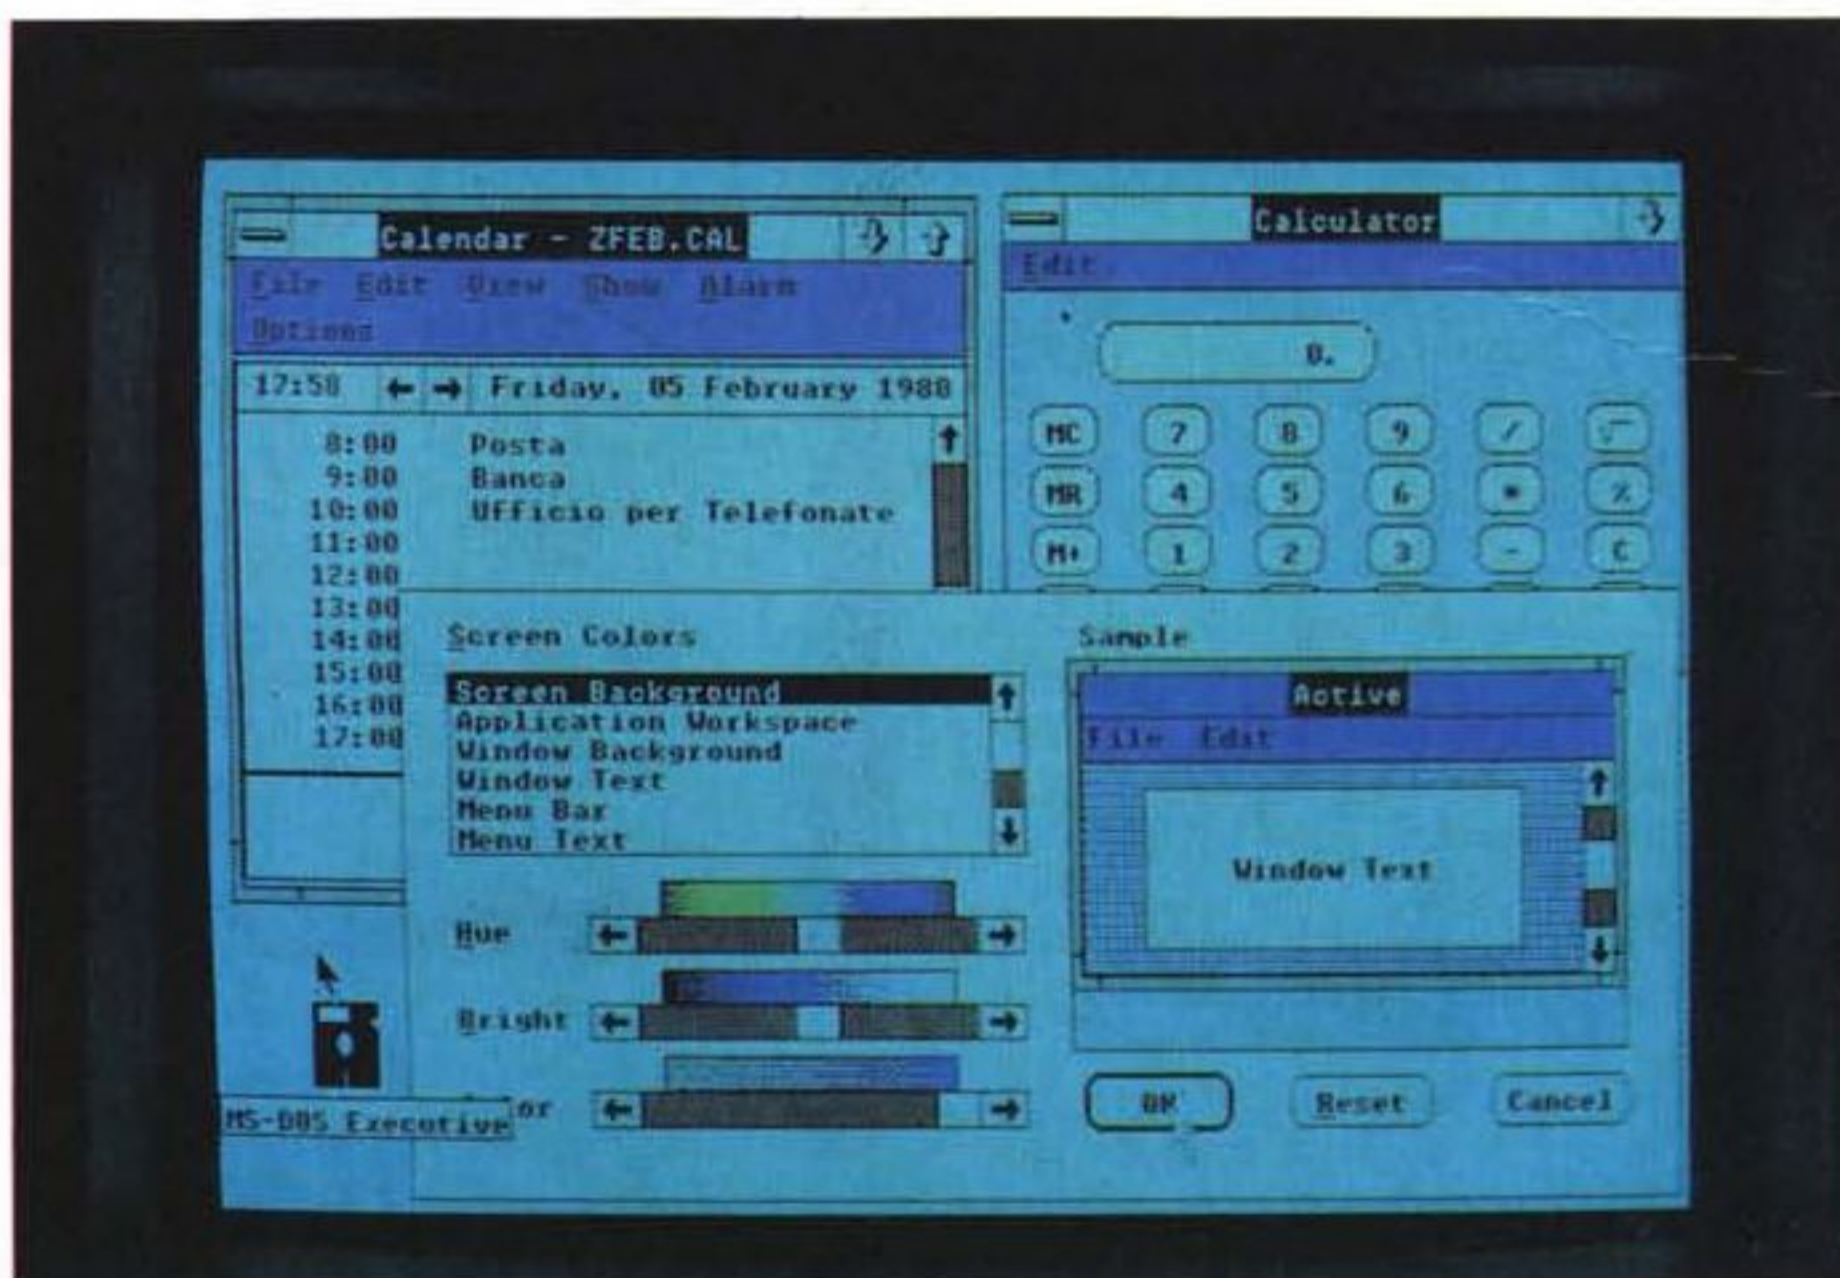 Calendar - ZFEB.CAL
File Edit View Show Alarm
Options
17:58 ← → Friday, 05 February 1988
8:00 Posta
9:00 Banca
10:00 Ufficio per Telefonate
11:00
12:00
13:00
14:00
15:00
16:00
17:00
Calculator
Edit
0.
MC 7 8 9 / √
MR 4 5 6 * %
M+ 1 2 3 - C
Screen Colors
Screen Background
Application Workspace
Window Background
Window Text
Menu Bar
Menu Text
Hue
Bright
or
Sample
Active
File Edit
Window Text
OK Reset Cancel
MS-DOS Executive